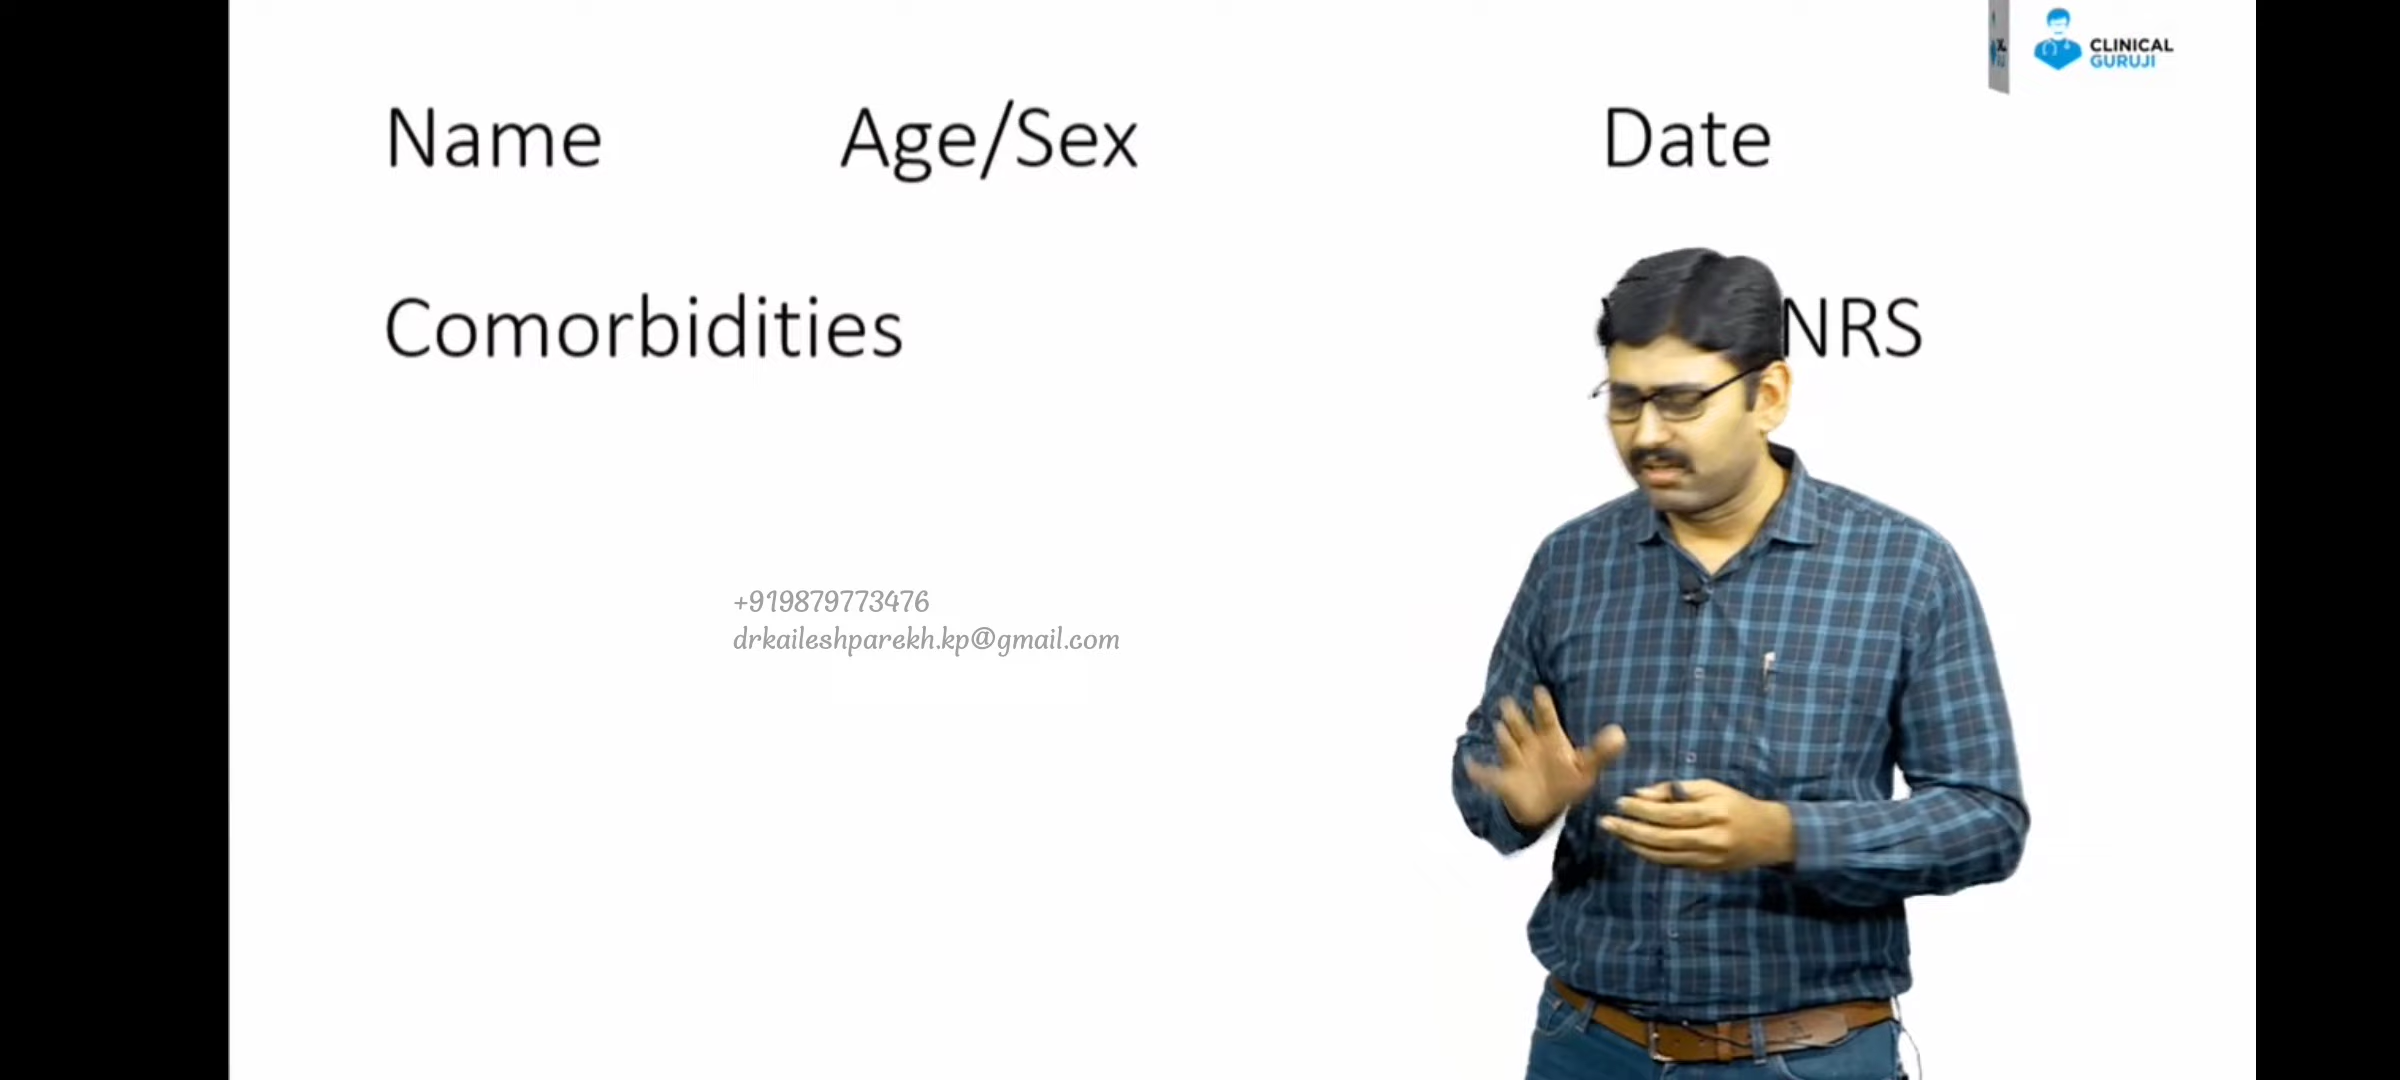 CLINICAL
GURUJI
Name Age/Sex Date
Comorbidities NRS
+919879773476
drkaileshparekh.kp@gmail.com